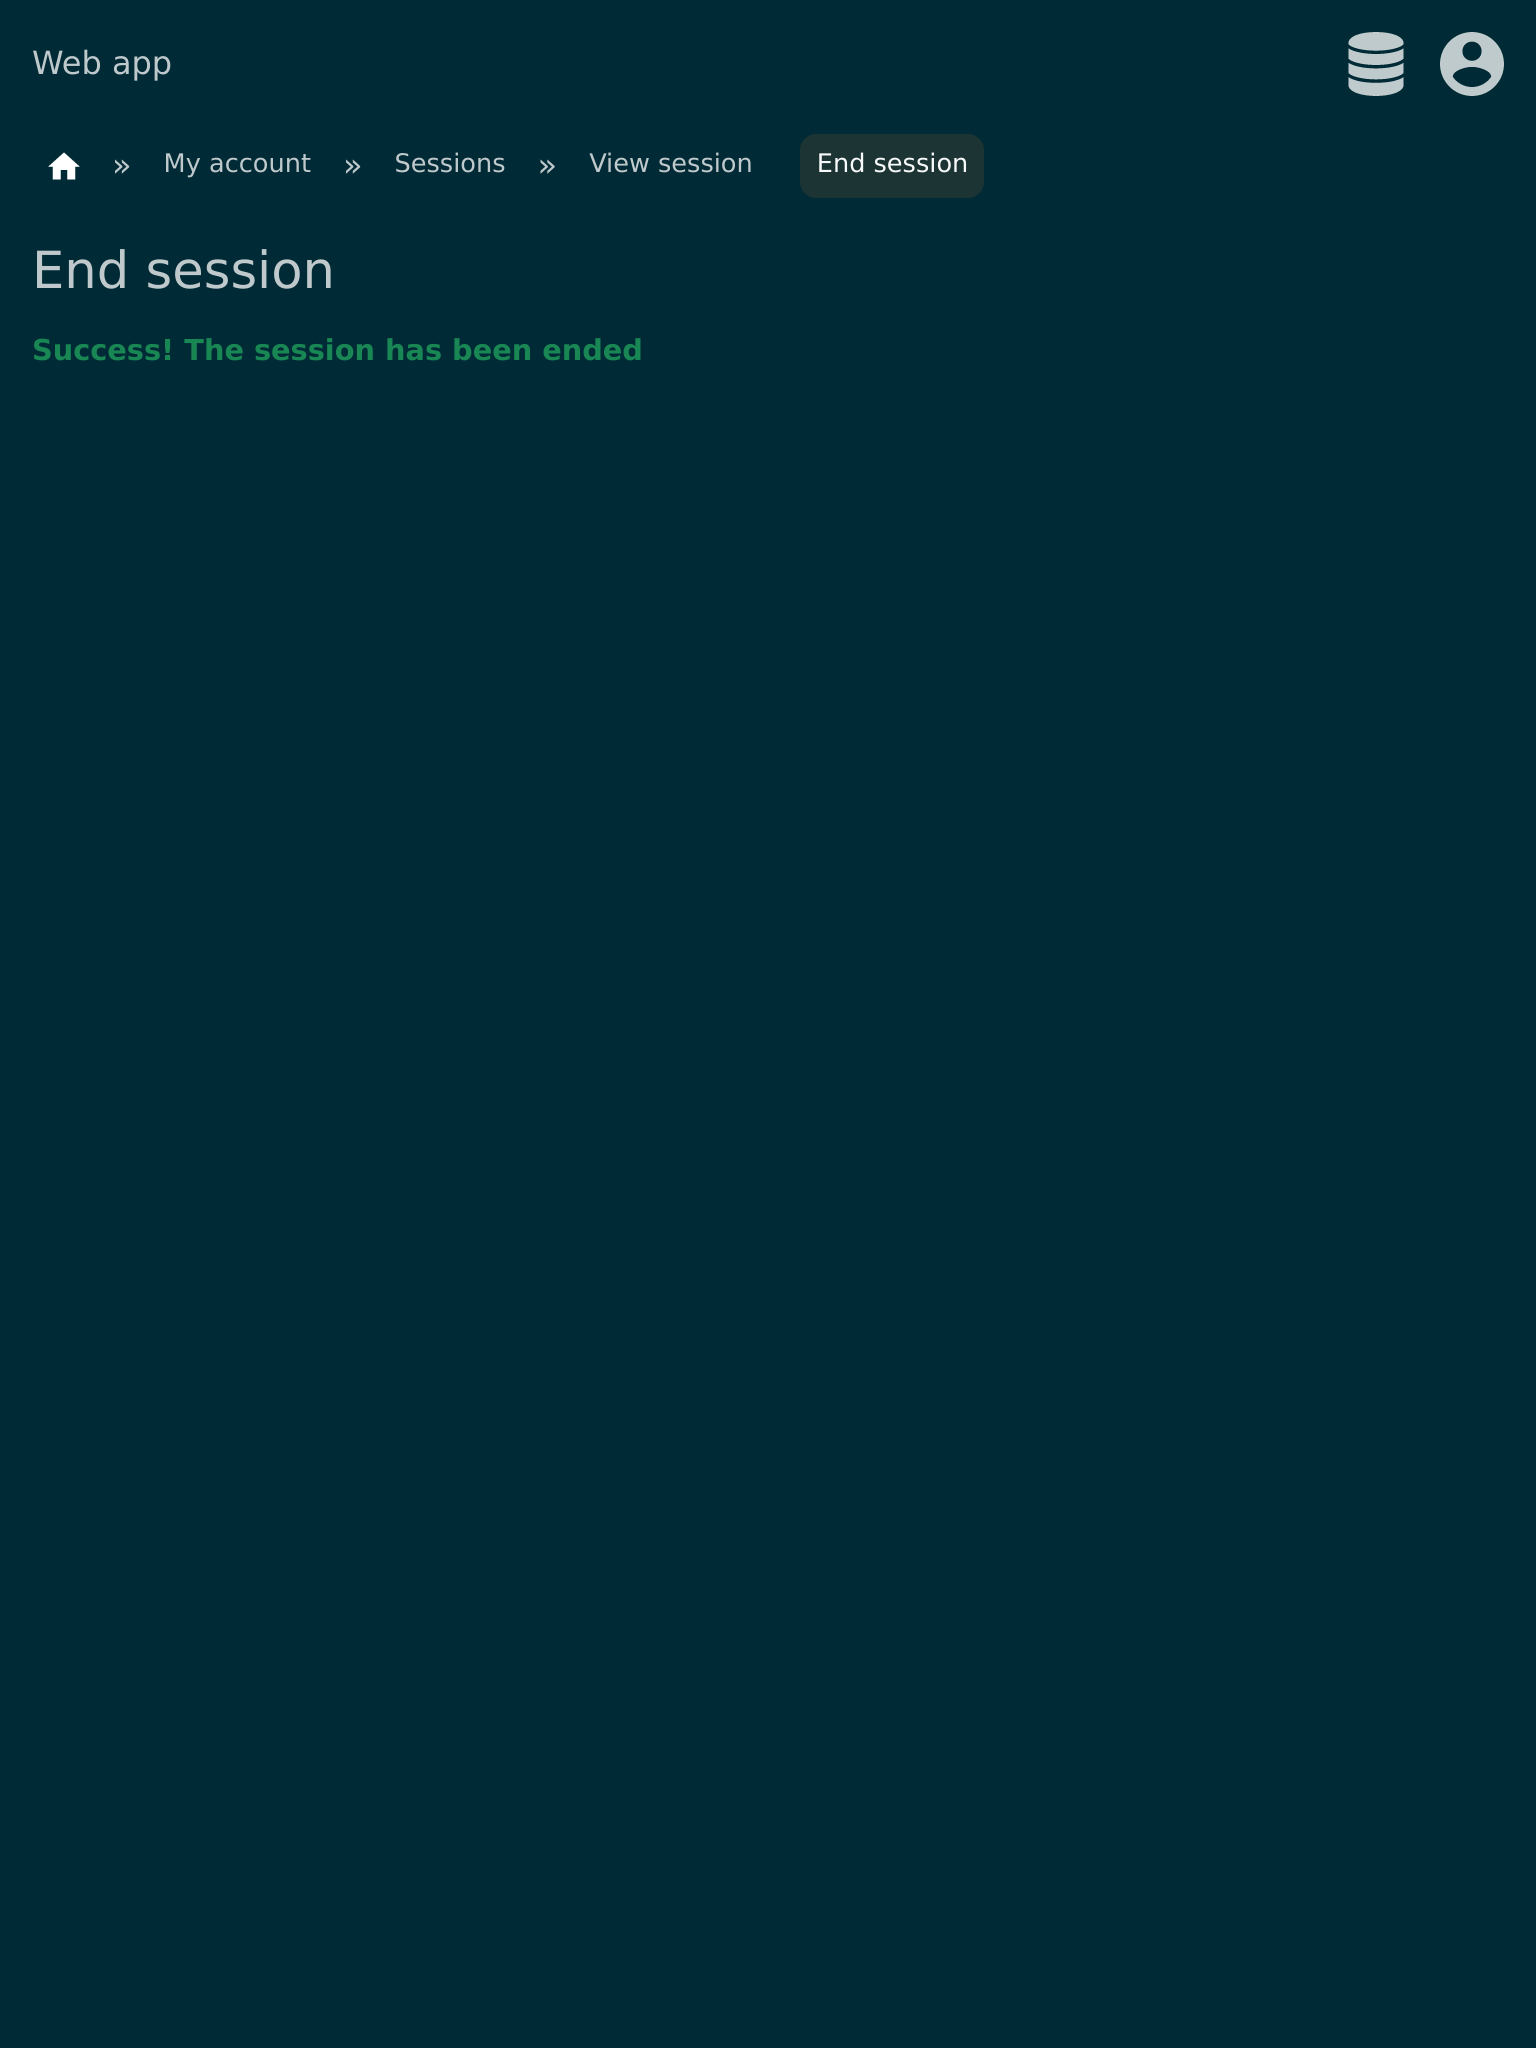 Web app
» My account » Sessions » View session End session
End session
Success! The session has been ended